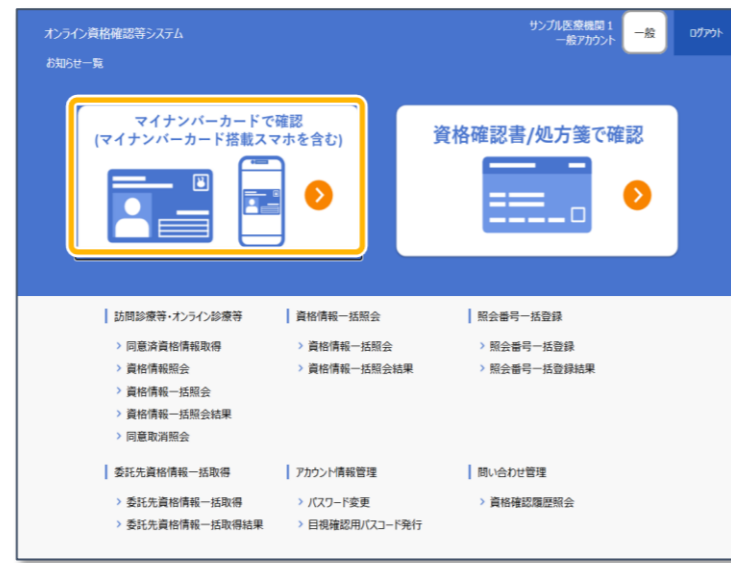 オンライン資格確認等システム
サンプル医療機関1
一般アカウント
一般
ログアウト
お知らせ一覧
マイナンバーカードで確認
(マイナンバーカード搭載スマホを含む)
資格確認書/処方箋で確認
訪問診療等・オンライン診療等
同意済資格情報取得
資格情報照会
資格情報一括照会
資格情報一括照会結果
同意取消照会
資格情報一括照会
資格情報一括照会
資格情報一括照会結果
照会番号一括登録
照会番号一括登録
照会番号一括登録結果
委託先資格情報一括取得
委託先資格情報一括取得
委託先資格情報一括取得結果
アカウント情報管理
パスワード変更
目視確認用パスコード発行
問い合わせ管理
資格確認履歴照会